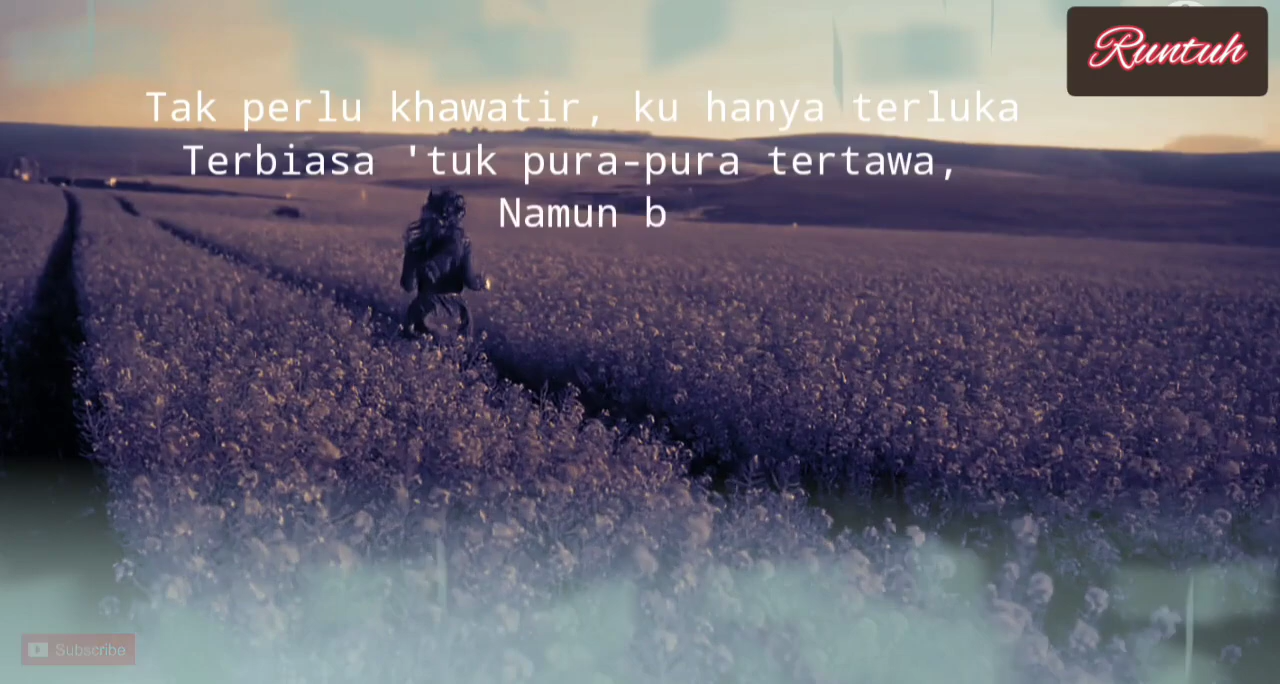 Runtuh
Tak perlu khawatir, ku hanya terluka
Terbiasa 'tuk pura-pura tertawa,
Namun b
Subscribe